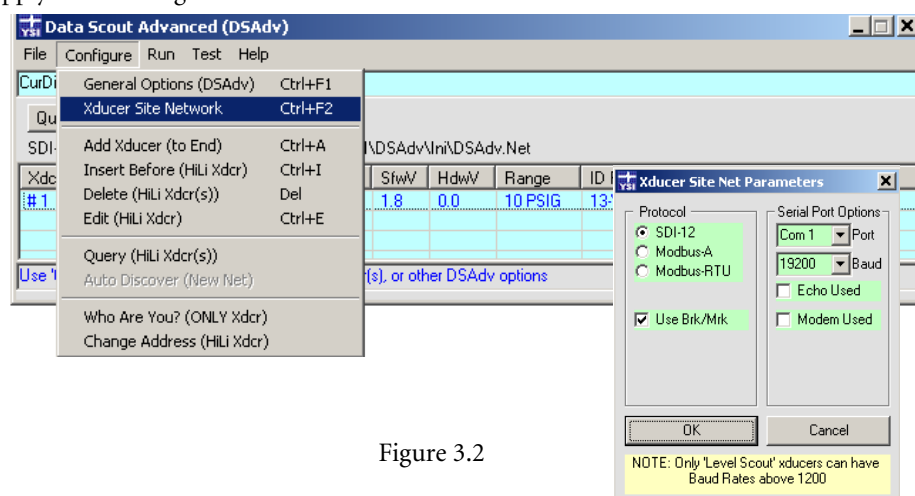 YSI Data Scout Advanced (DSAdv)
File Configure Run Test Help
CurDi
General Options (DSAdv) Ctrl+F1
Xducer Site Network Ctrl+F2
Qu
Add Xducer (to End) Ctrl+A
SDI- I\DSAdv\Ini\DSAdv.Net
Insert Before (HiLi Xdcr) Ctrl+I
Xdc SfwV HdwV Range ID
Delete (HiLi Xdcr(s)) Del
#1 1.8 0.0 10 PSIG 13-
Edit (HiLi Xdcr) Ctrl+E
Query (HiLi Xdcr(s))
Use (s), or other DSAdv options
Auto Discover (New Net)
Who Are You? (ONLY Xdcr)
Change Address (HiLi Xdcr)
YSI Xducer Site Net Parameters
Protocol
SDI-12
Modbus-A
Modbus-RTU
Use Brk/Mrk
Serial Port Options
Com 1 Port
19200 Baud
Echo Used
Modem Used
OK Cancel
NOTE: Only 'Level Scout' xducers can have
Baud Rates above 1200
Figure 3.2